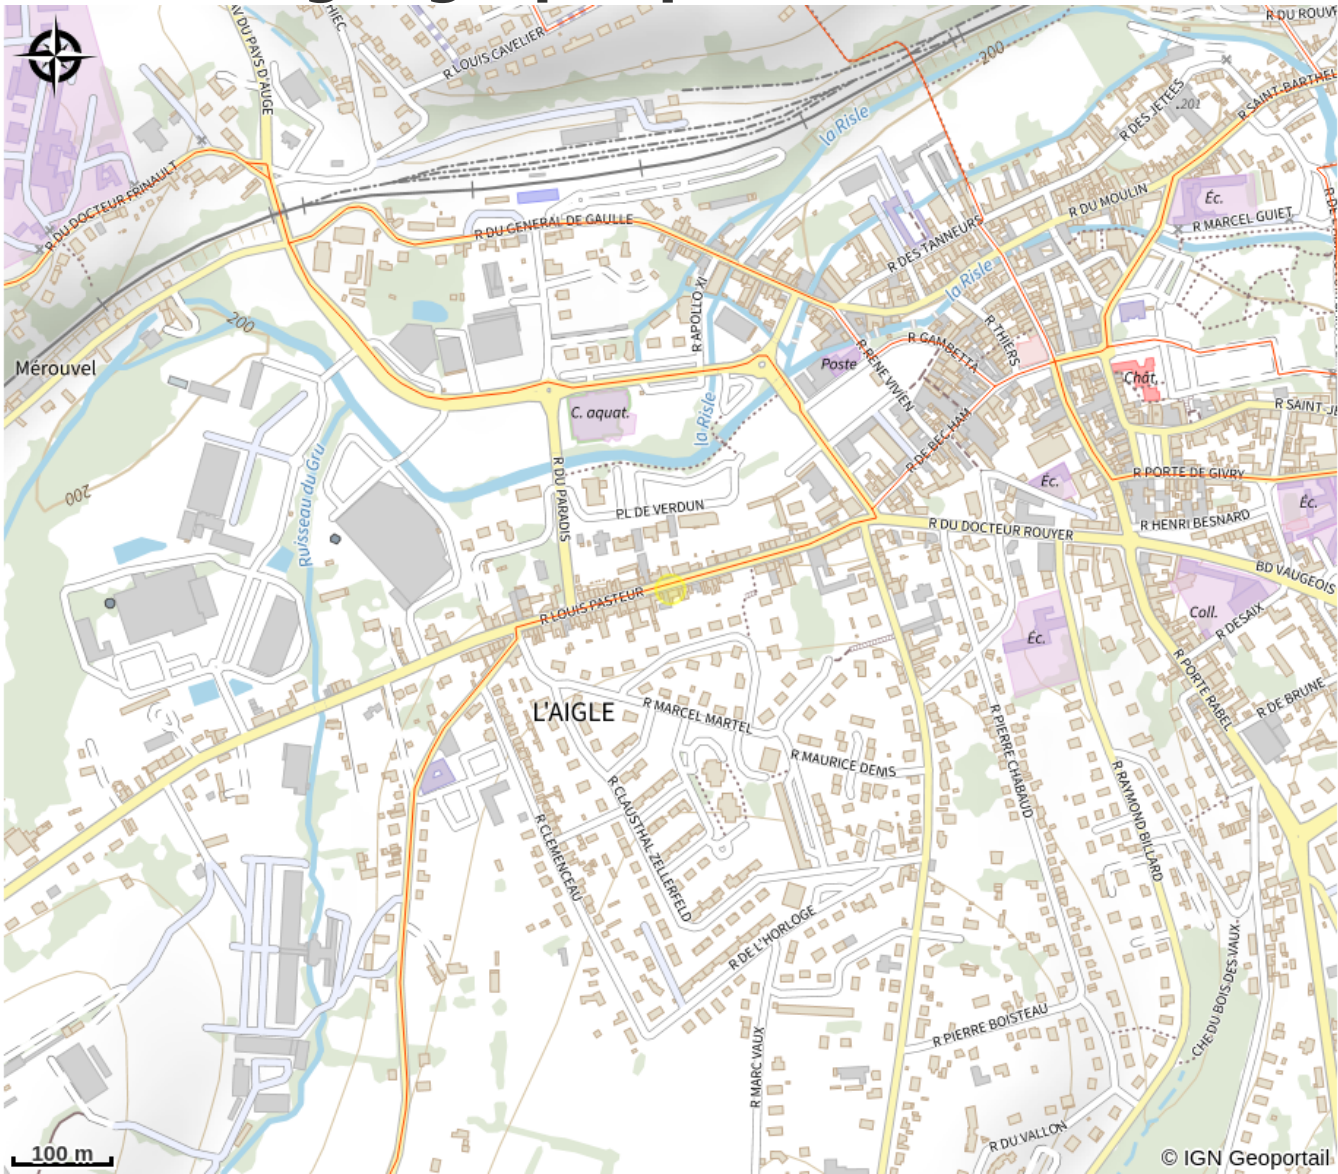 R DU ROUV
THIEC
AV DU PAYS D'AUGE
R LOUIS CAVELIER
200
R DES JETEES
201
R SAINT-BARTHEL
la Risle
R DU DOCTEUR FRINAULT
Éc.
R DU MOULIN
R MARCEL GUIET
R DU GENERAL DE GAULLE
R DES TANNEURS
la Risle
R APOLLO XI
200
R THIERS
R GAMBETTA
R RENE VIVIEN
Mérouvel
Poste
Chât.
C. aquat.
la Risle
R SAINT-JE
R DE BEC HAM
Ruisseau du Gru
R DU PARADIS
R PORTE DE GIVRY
Éc.
Éc.
200
PL DE VERDUN
R HENRI BESNARD
R DU DOCTEUR ROUYER
BD VAUGEOIS
R LOUIS PASTEUR
Coll.
R DESAIX
Éc.
R PORTE RABEL
R DE BRUNE
L'AIGLE
R MARCEL MARTEL
R PIERRE CHABAUD
R MAURICE DENIS
R RAYMOND BILLARD
R CLAUSTHAL ZELLERFELD
R CLEMENCEAU
R DE L'HORLOGE
CHE DU BOIS DES VAUX
R PIERRE BOISTEAU
R MARC VAUX
R DU VALLON
100 m
© IGN Geoportail